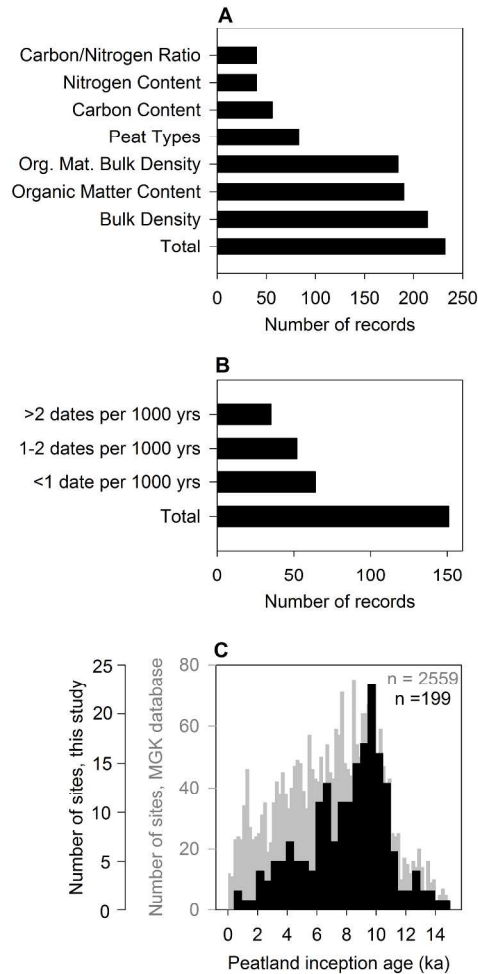 A
Carbon/Nitrogen Ratio
Nitrogen Content
Carbon Content
Peat Types
Org. Mat. Bulk Density
Organic Matter Content
Bulk Density
Total
0 50 100 150 200 250
Number of records
B
>2 dates per 1000 yrs
1-2 dates per 1000 yrs
<1 date per 1000 yrs
Total
0 50 100 150
Number of records
C
Number of sites, this study
25
20
15
10
5
0
Number of sites, MGK database
80
60
40
20
0
n = 2559
n =199
0 2 4 6 8 10 12 14
Peatland inception age (ka)